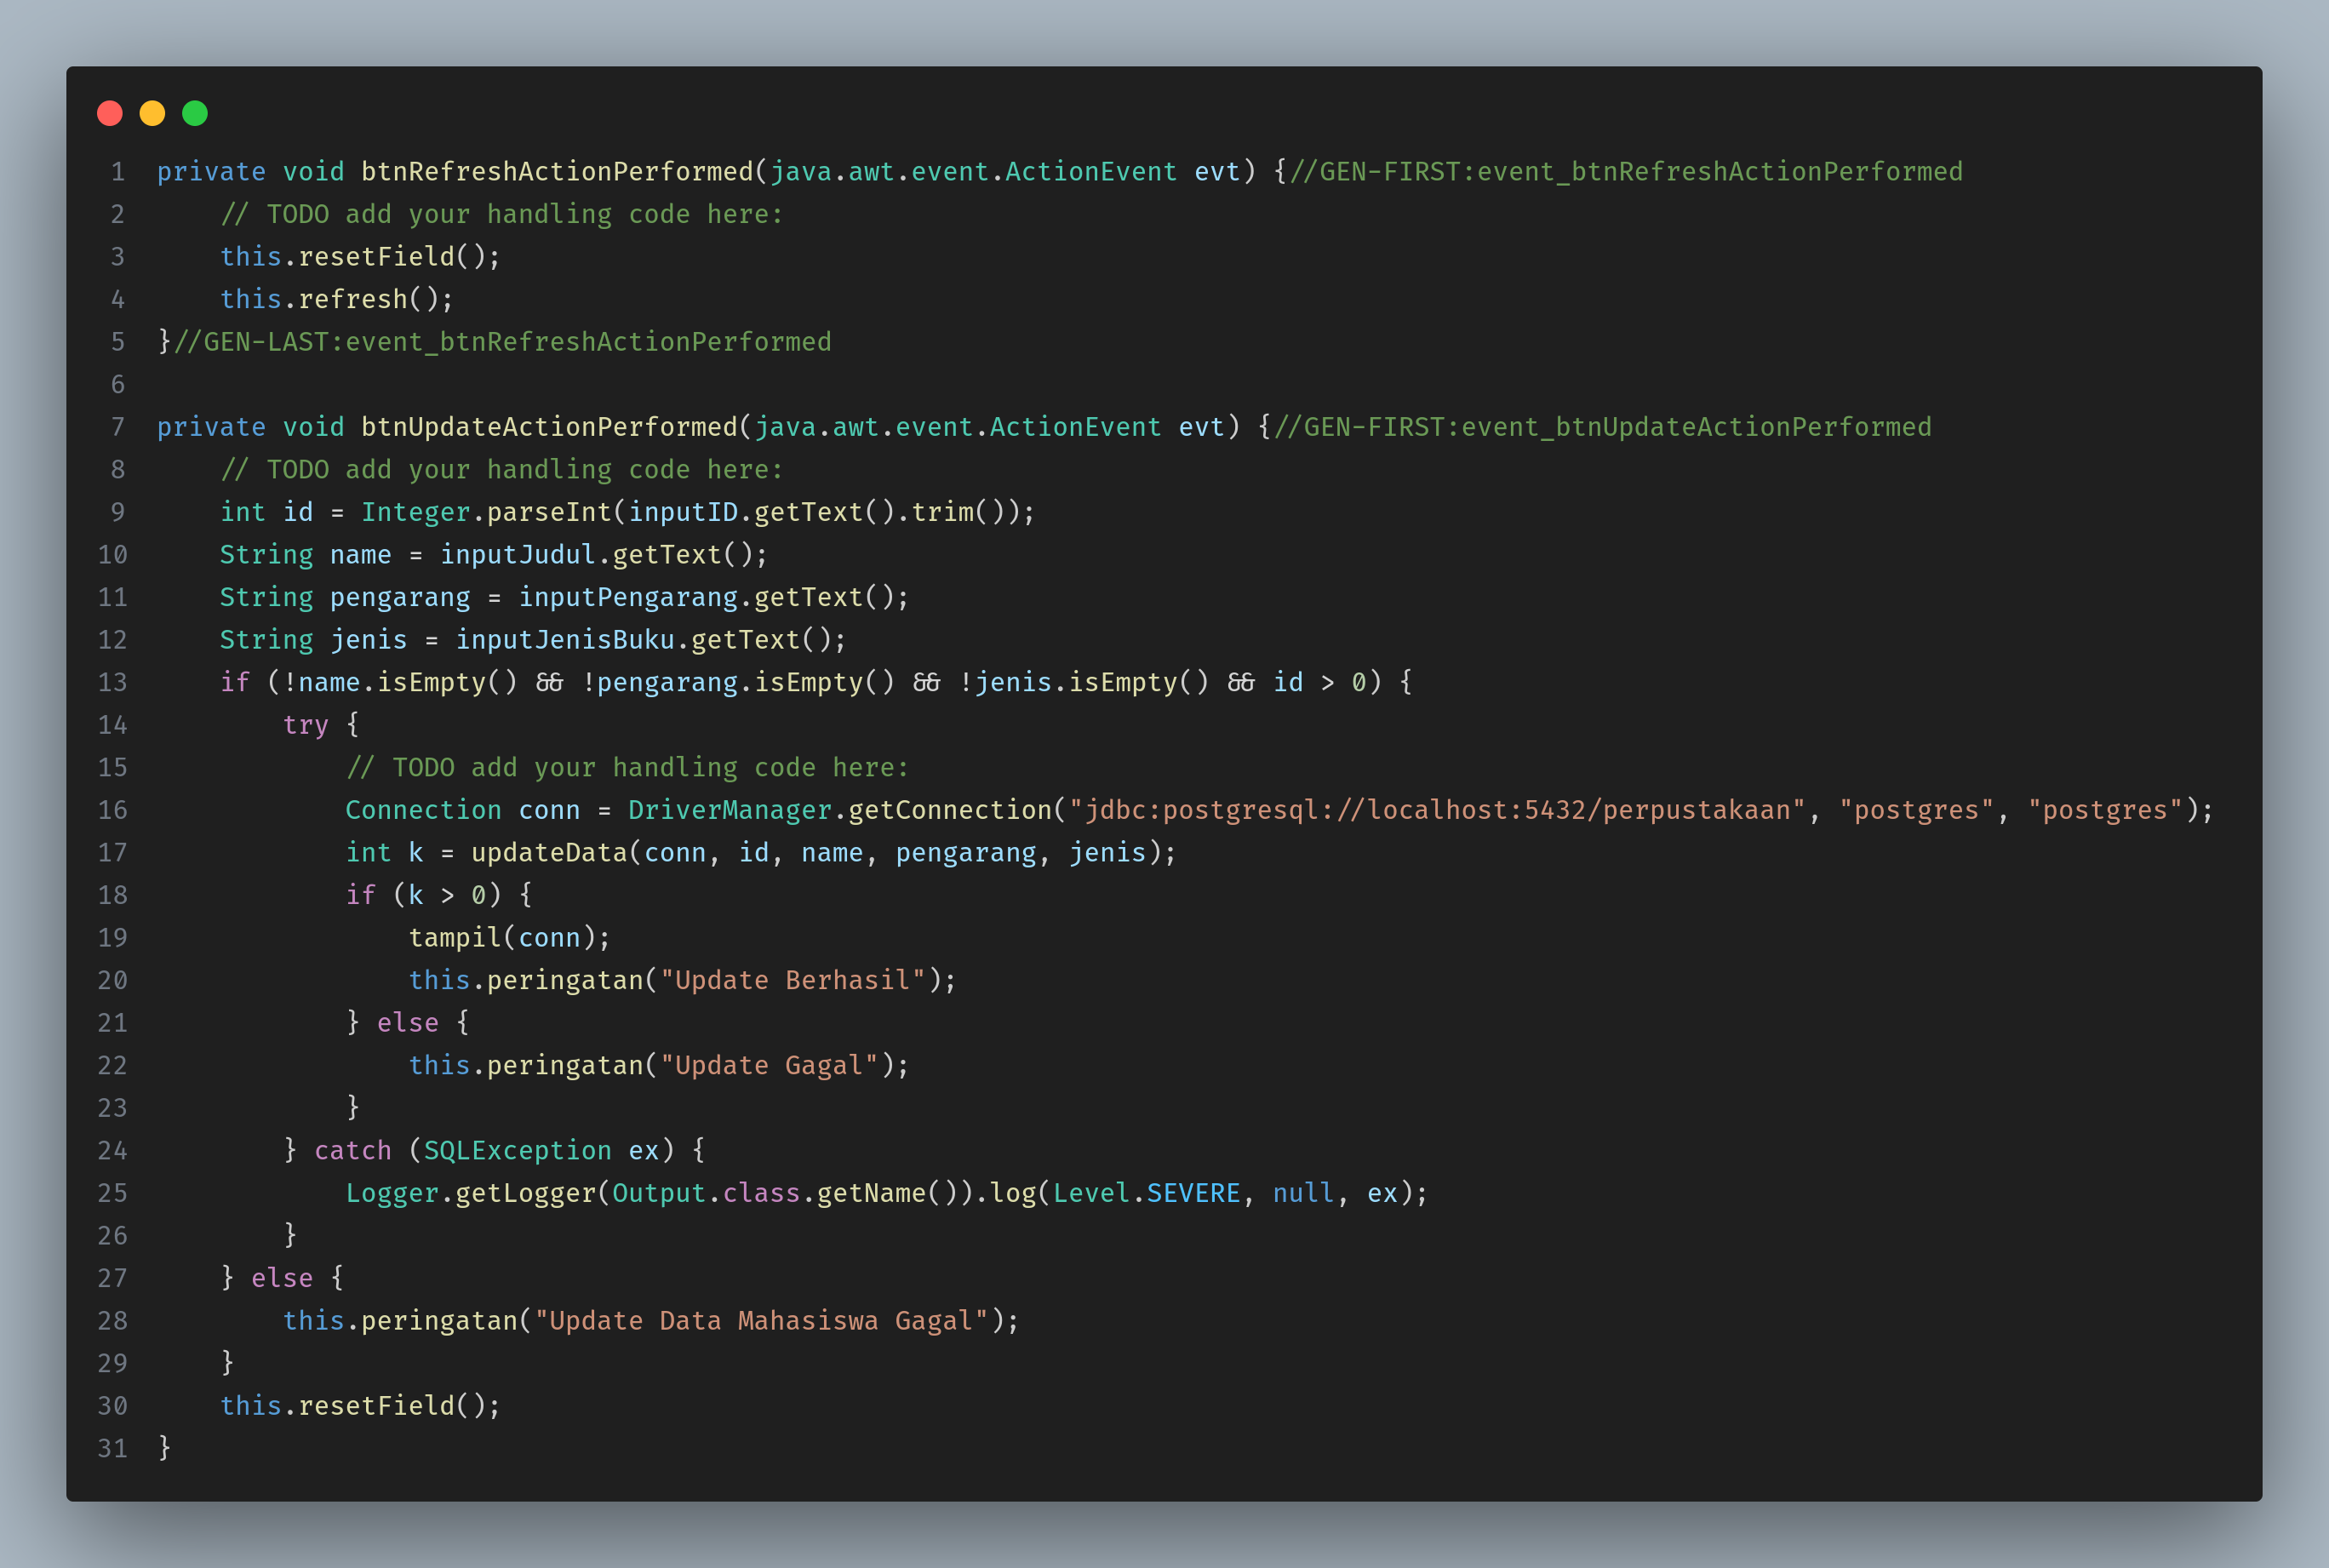 1 private void btnRefreshActionPerformed(java.awt.event.ActionEvent evt) {//GEN-FIRST:event_btnRefreshActionPerformed
2     // TODO add your handling code here:
3     this.resetField();
4     this.refresh();
5 }//GEN-LAST:event_btnRefreshActionPerformed
6
7 private void btnUpdateActionPerformed(java.awt.event.ActionEvent evt) {//GEN-FIRST:event_btnUpdateActionPerformed
8     // TODO add your handling code here:
9     int id = Integer.parseInt(inputID.getText().trim());
10     String name = inputJudul.getText();
11     String pengarang = inputPengarang.getText();
12     String jenis = inputJenisBuku.getText();
13     if (!name.isEmpty() && !pengarang.isEmpty() && !jenis.isEmpty() && id > 0) {
14         try {
15             // TODO add your handling code here:
16             Connection conn = DriverManager.getConnection("jdbc:postgresql://localhost:5432/perpustakaan", "postgres", "postgres");
17             int k = updateData(conn, id, name, pengarang, jenis);
18             if (k > 0) {
19                 tampil(conn);
20                 this.peringatan("Update Berhasil");
21             } else {
22                 this.peringatan("Update Gagal");
23             }
24         } catch (SQLException ex) {
25             Logger.getLogger(Output.class.getName()).log(Level.SEVERE, null, ex);
26         }
27     } else {
28         this.peringatan("Update Data Mahasiswa Gagal");
29     }
30     this.resetField();
31 }